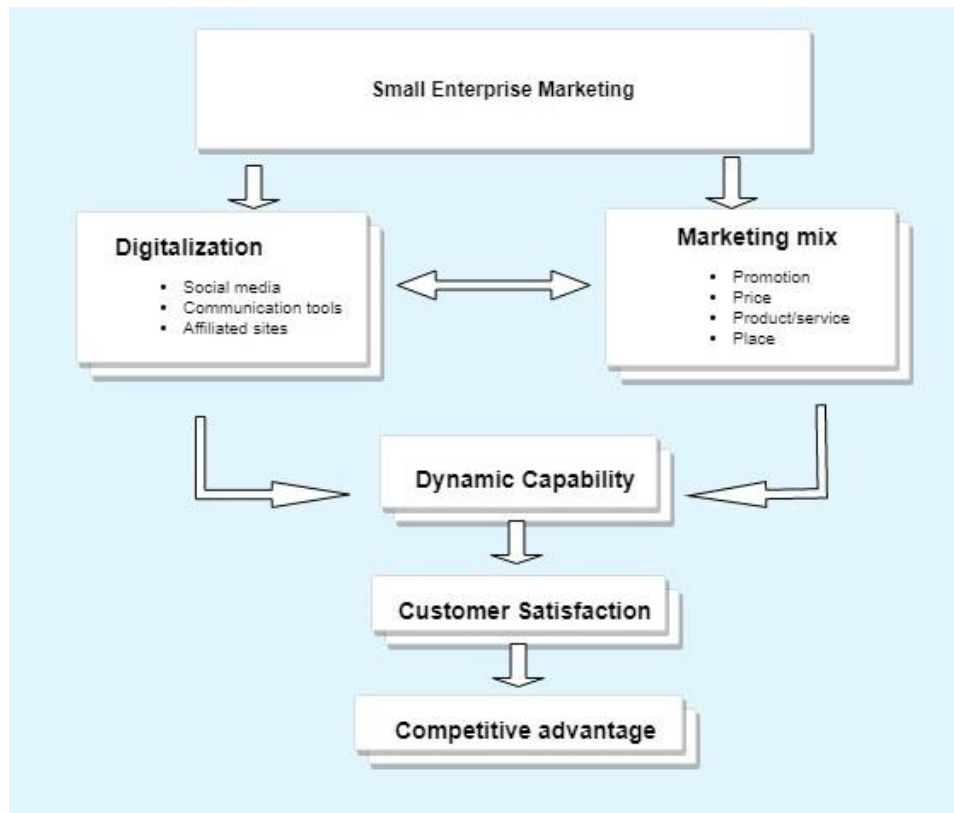 Small Enterprise Marketing
Digitalization
Social media
Communication tools
Affiliated sites
Marketing mix
Promotion
Price
Product/service
Place
Dynamic Capability
Customer Satisfaction
Competitive advantage